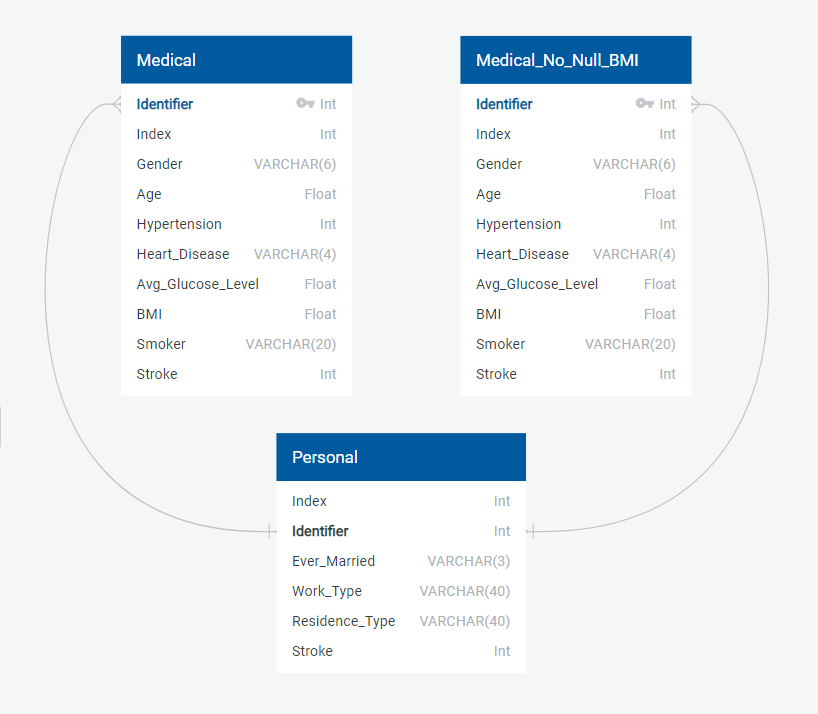 Medical
Identifier Int
Index Int
Gender VARCHAR(6)
Age Float
Hypertension Int
Heart_Disease VARCHAR(4)
Avg_Glucose_Level Float
BMI Float
Smoker VARCHAR(20)
Stroke Int
Medical_No_Null_BMI
Identifier Int
Index Int
Gender VARCHAR(6)
Age Float
Hypertension Int
Heart_Disease VARCHAR(4)
Avg_Glucose_Level Float
BMI Float
Smoker VARCHAR(20)
Stroke Int
Personal
Index Int
Identifier Int
Ever_Married VARCHAR(3)
Work_Type VARCHAR(40)
Residence_Type VARCHAR(40)
Stroke Int